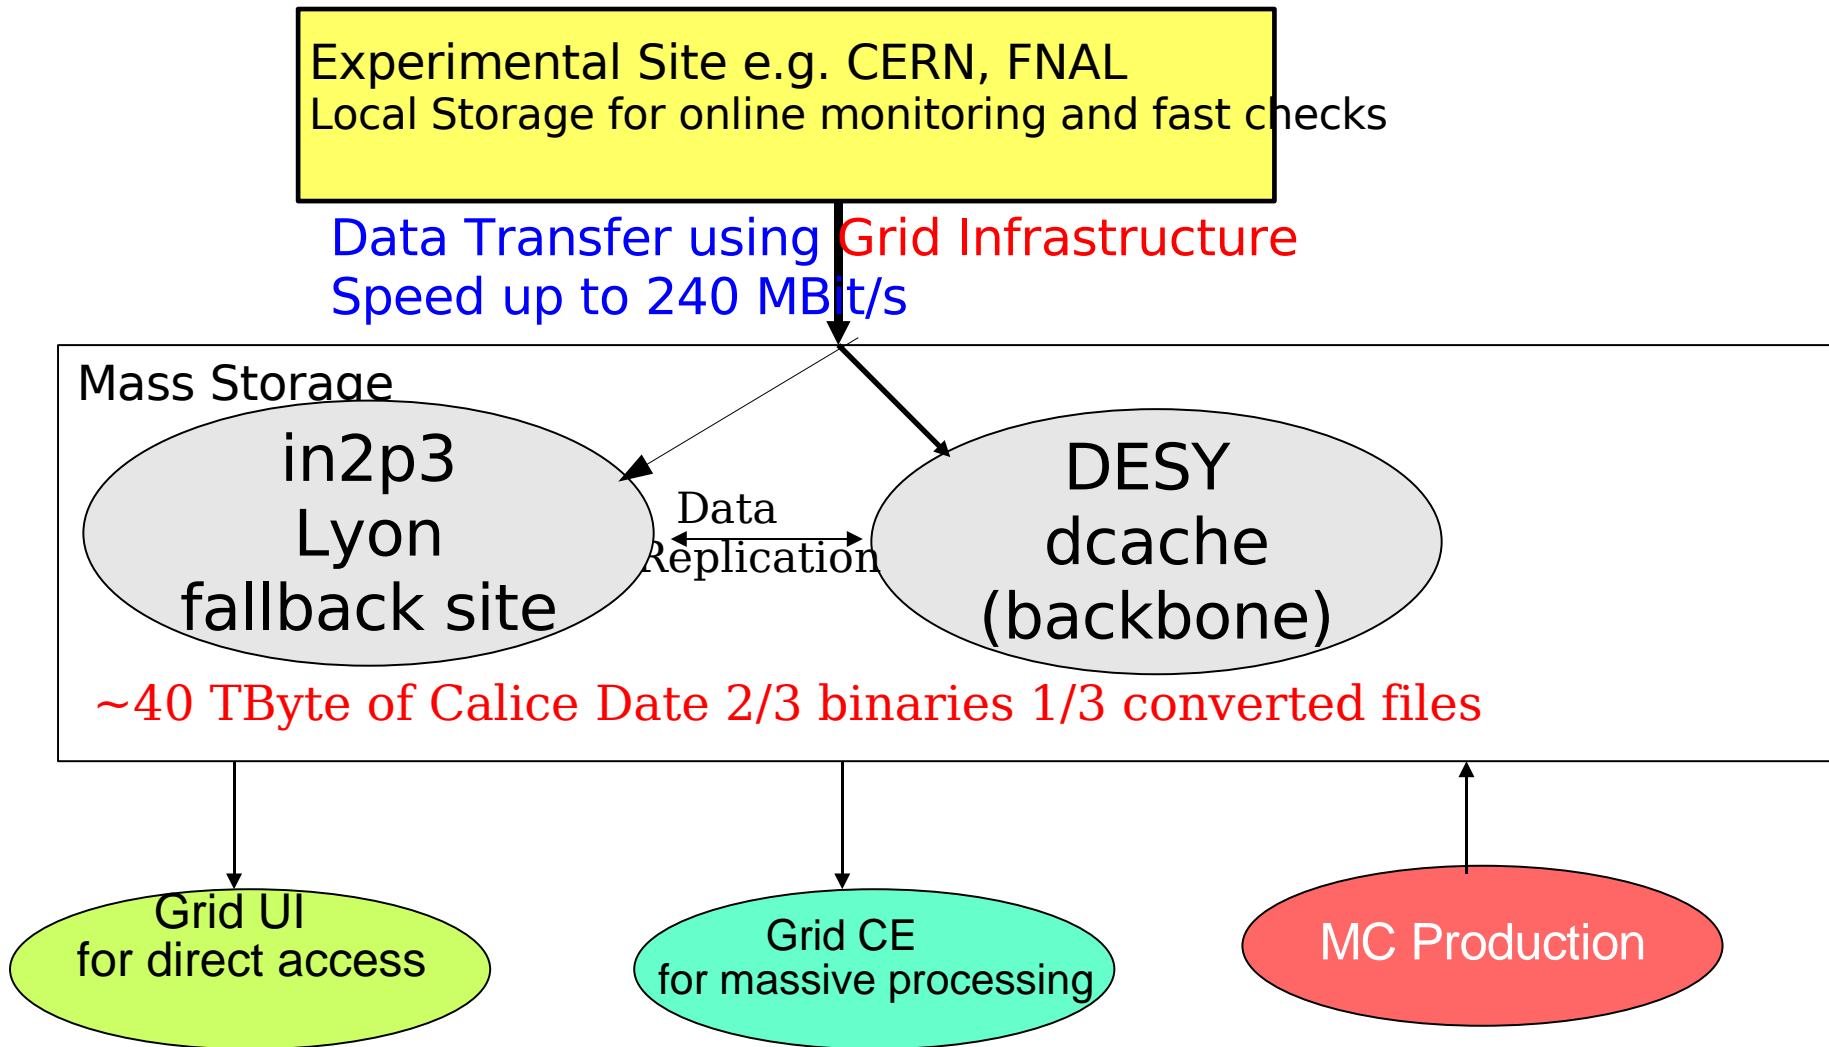 Experimental Site e.g. CERN, FNAL
Local Storage for online monitoring and fast checks
Data Transfer using Grid Infrastructure
Speed up to 240 MBit/s
Mass Storage
in2p3
Lyon
fallback site
Data
Replication
DESY
dcache
(backbone)
~40 TByte of Calice Date 2/3 binaries 1/3 converted files
Grid UI
for direct access
Grid CE
for massive processing
MC Production